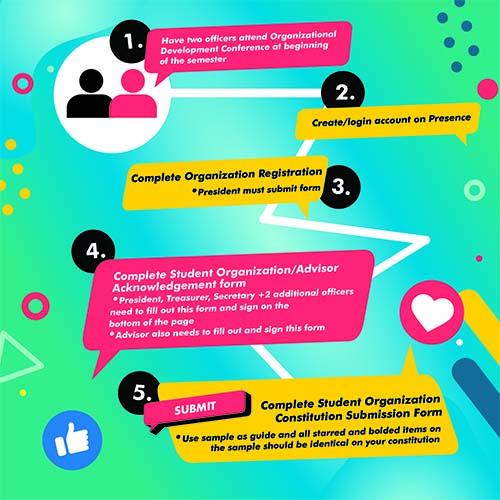 1.
Have two officers attend Organizational
Development Conference at beginning
of the semester
2.
Create/login account on Presence
Complete Organization Registration
*President must submit form
3.
4.
Complete Student Organization/Advisor
Acknowledgement form
*President, Treasurer, Secretary +2 additional officers
need to fill out this form and sign on the
bottom of the page
*Advisor also needs to fill out and sign this form
5.
SUBMIT
Complete Student Organization
Constitution Submission Form
*Use sample as guide and all starred and bolded items on
the sample should be identical on your constitution